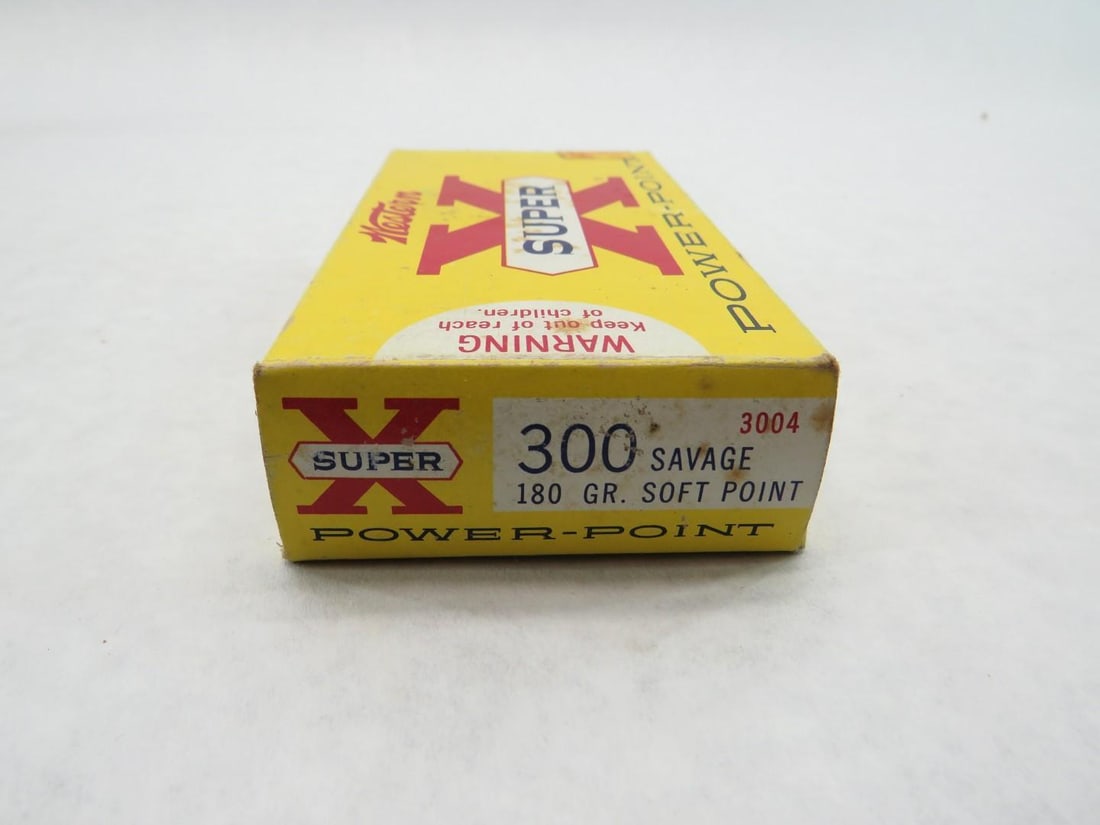 Western
SUPER X
POWER-POINT
WARNING
Keep out of reach
of children.
SUPER X
3004
300 SAVAGE
180 GR. SOFT POINT
POWER-POINT